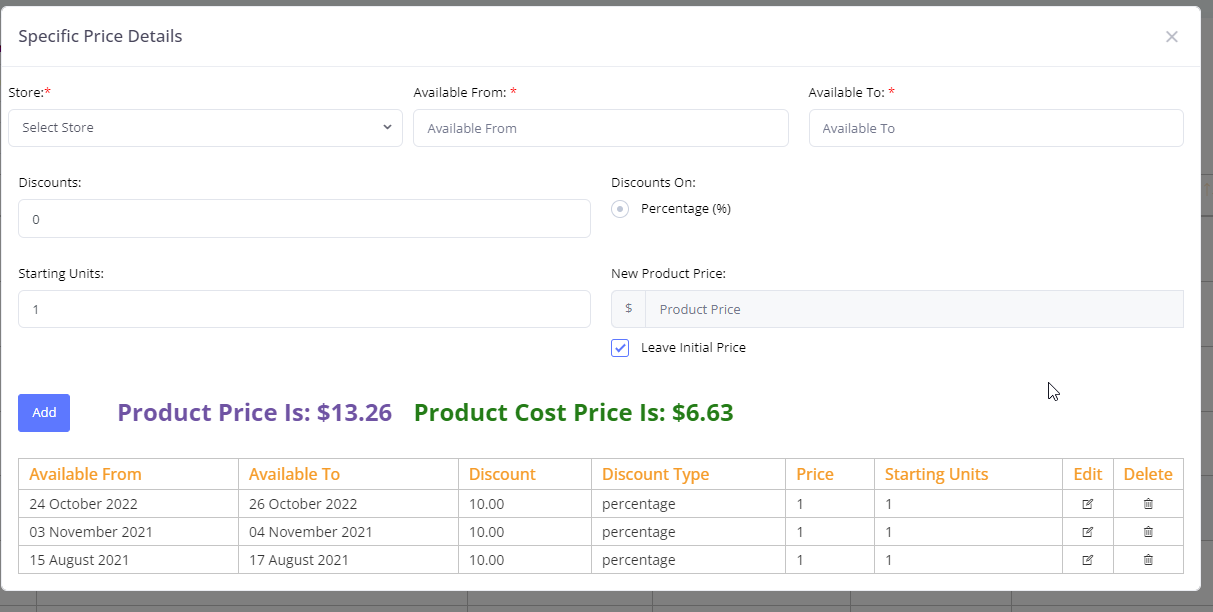 Specific Price Details
Store:*
Available From: *
Available To: *
Select Store
Available From
Available To
Discounts:
Discounts On:
0
Percentage (%)
Starting Units:
New Product Price:
1
$ Product Price
Leave Initial Price
Add Product Price Is: $13.26 Product Cost Price Is: $6.63
Available From Available To Discount Discount Type Price Starting Units Edit Delete
24 October 2022 26 October 2022 10.00 percentage 1 1
03 November 2021 04 November 2021 10.00 percentage 1 1
15 August 2021 17 August 2021 10.00 percentage 1 1